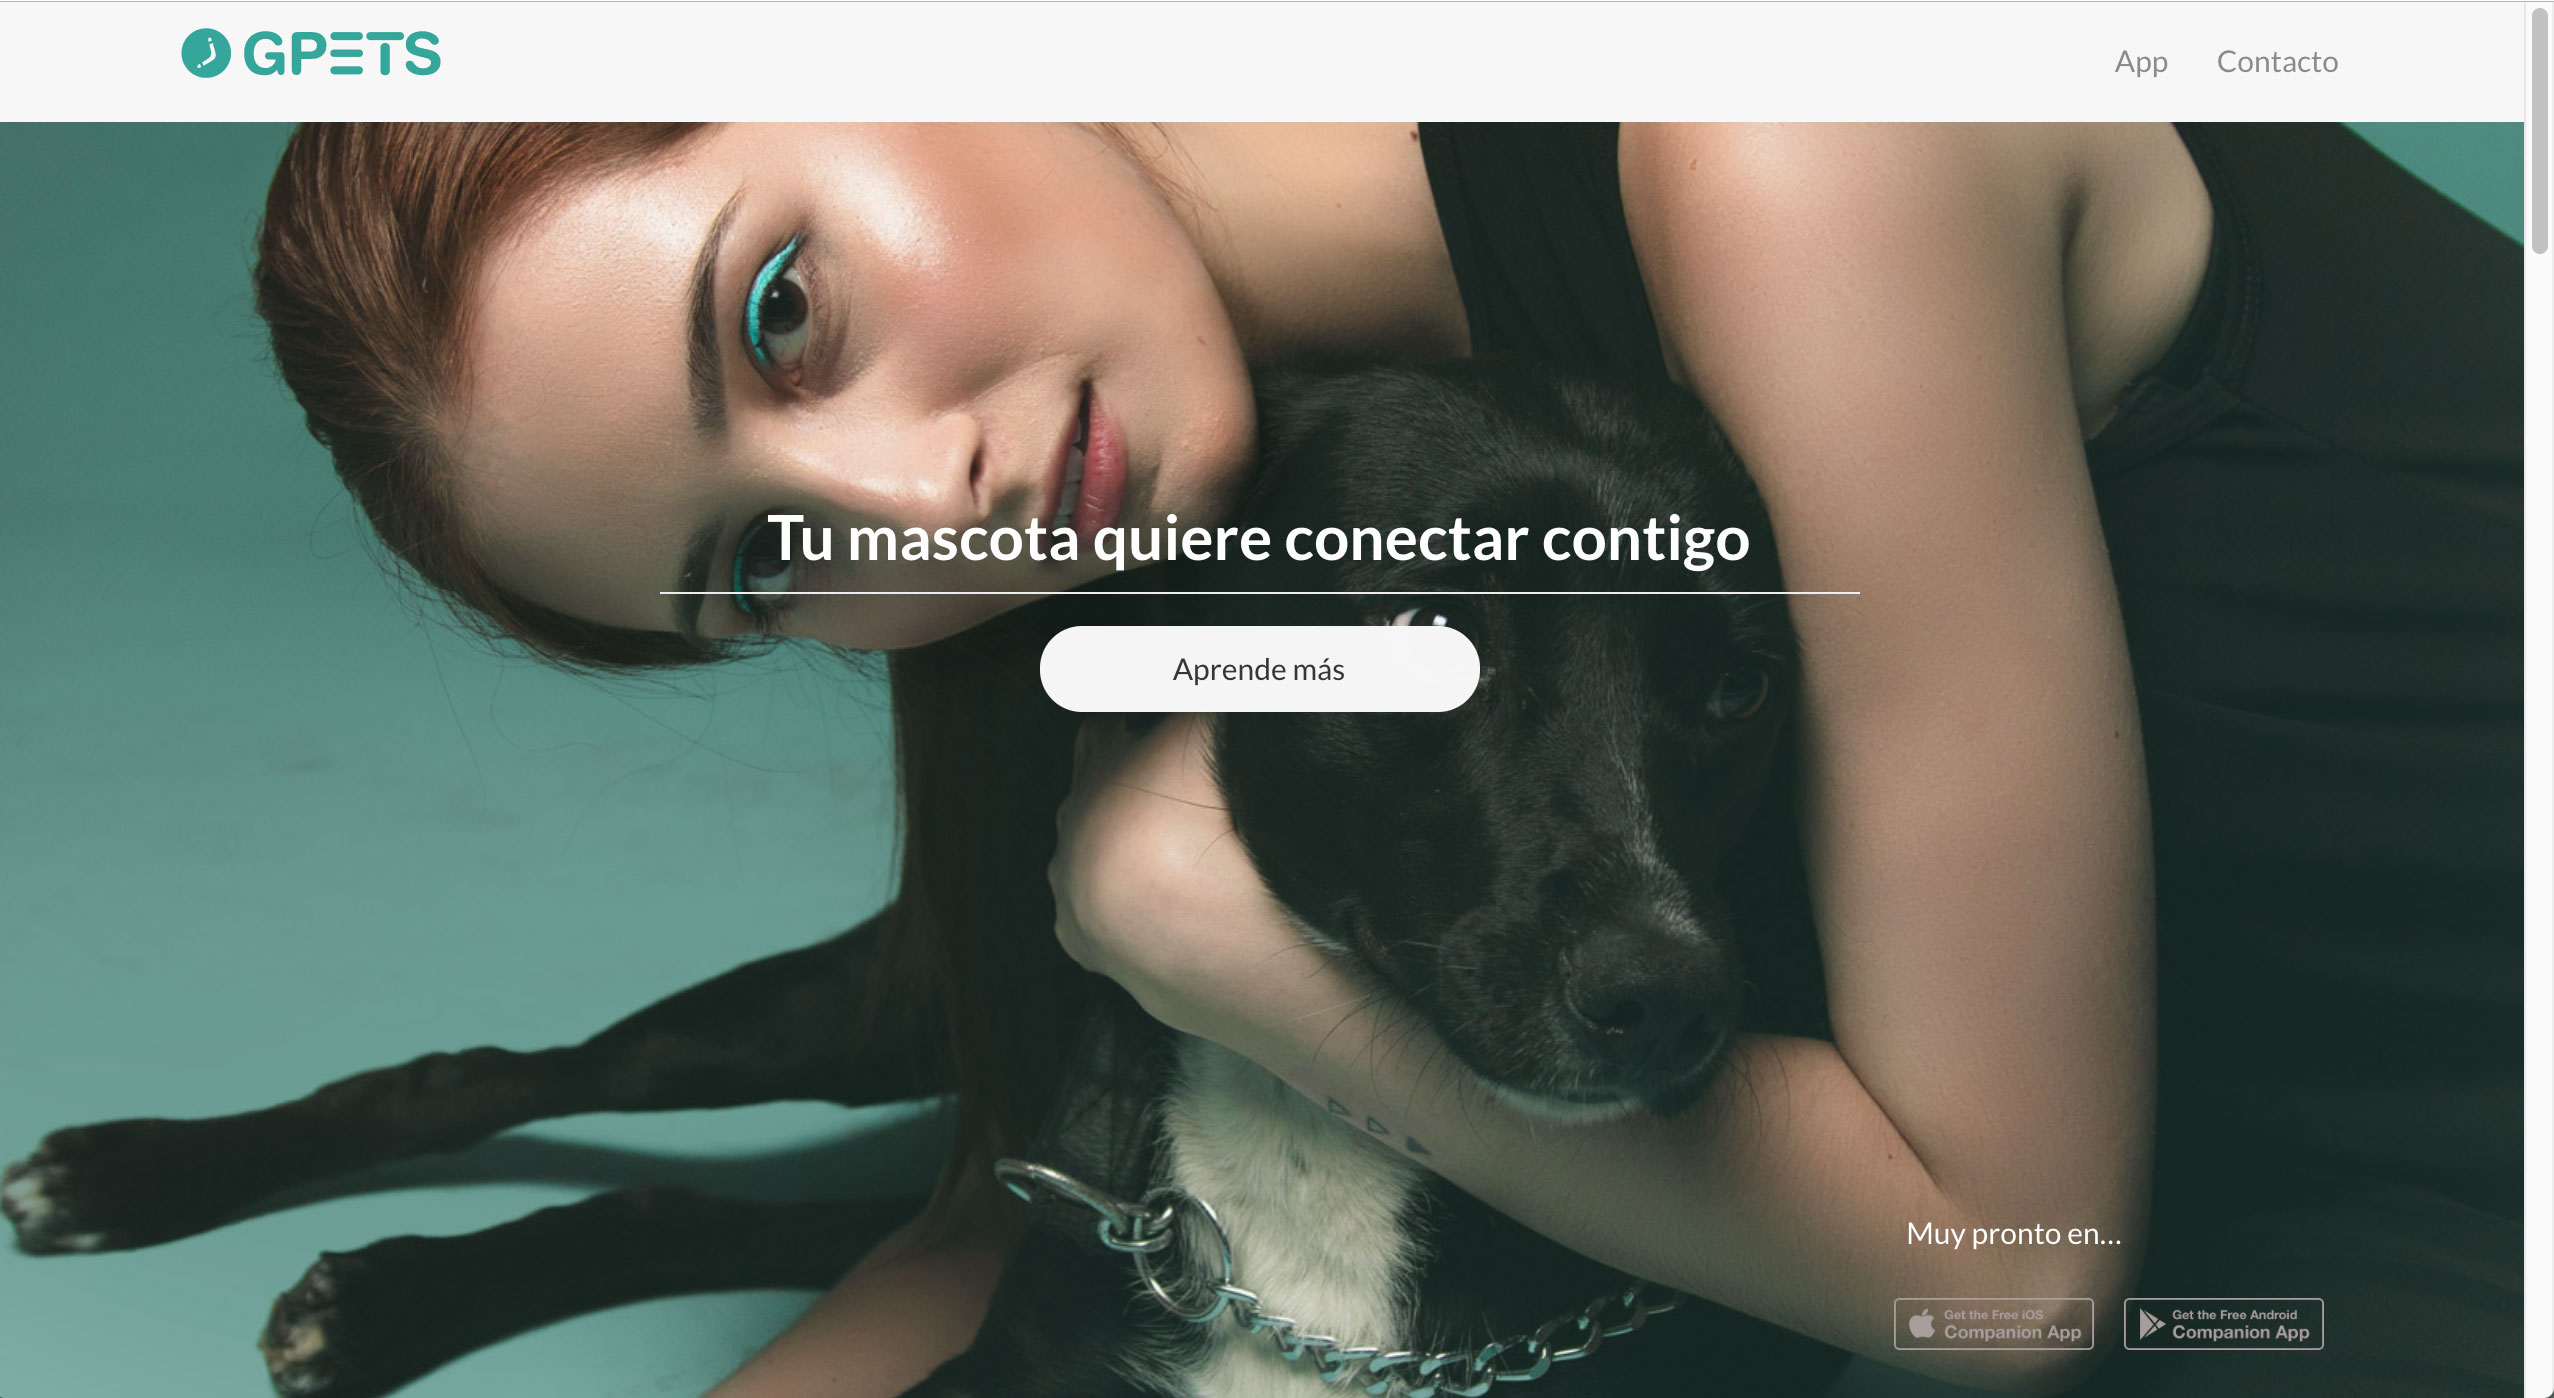 GPETS
App
Contacto
Tu mascota quiere conectar contigo
Aprende más
Muy pronto en...
Get the Free iOS
Companion App
Get the Free Android
Companion App